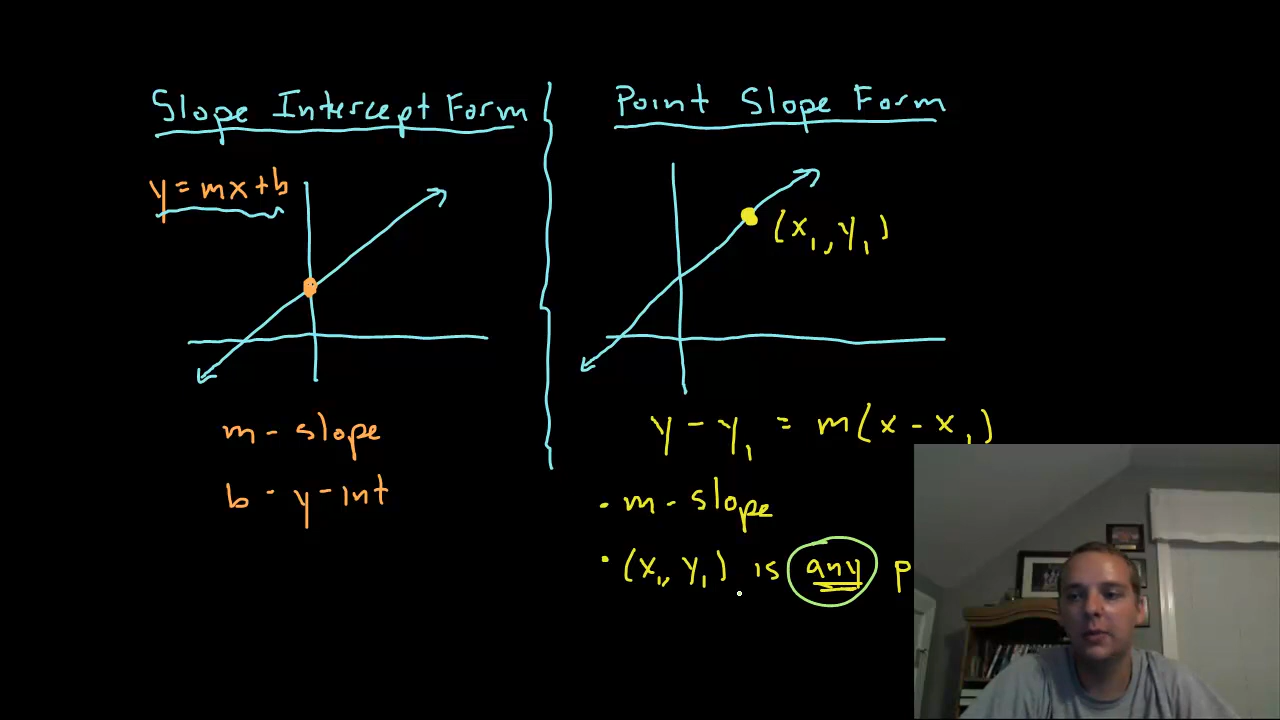 Slope Intercept Form
y = mx + b
m - slope
b - y-int
Point Slope Form
(x₁, y₁)
y - y₁ = m(x - x₁)
• m - slope
• (x₁, y₁) is any p